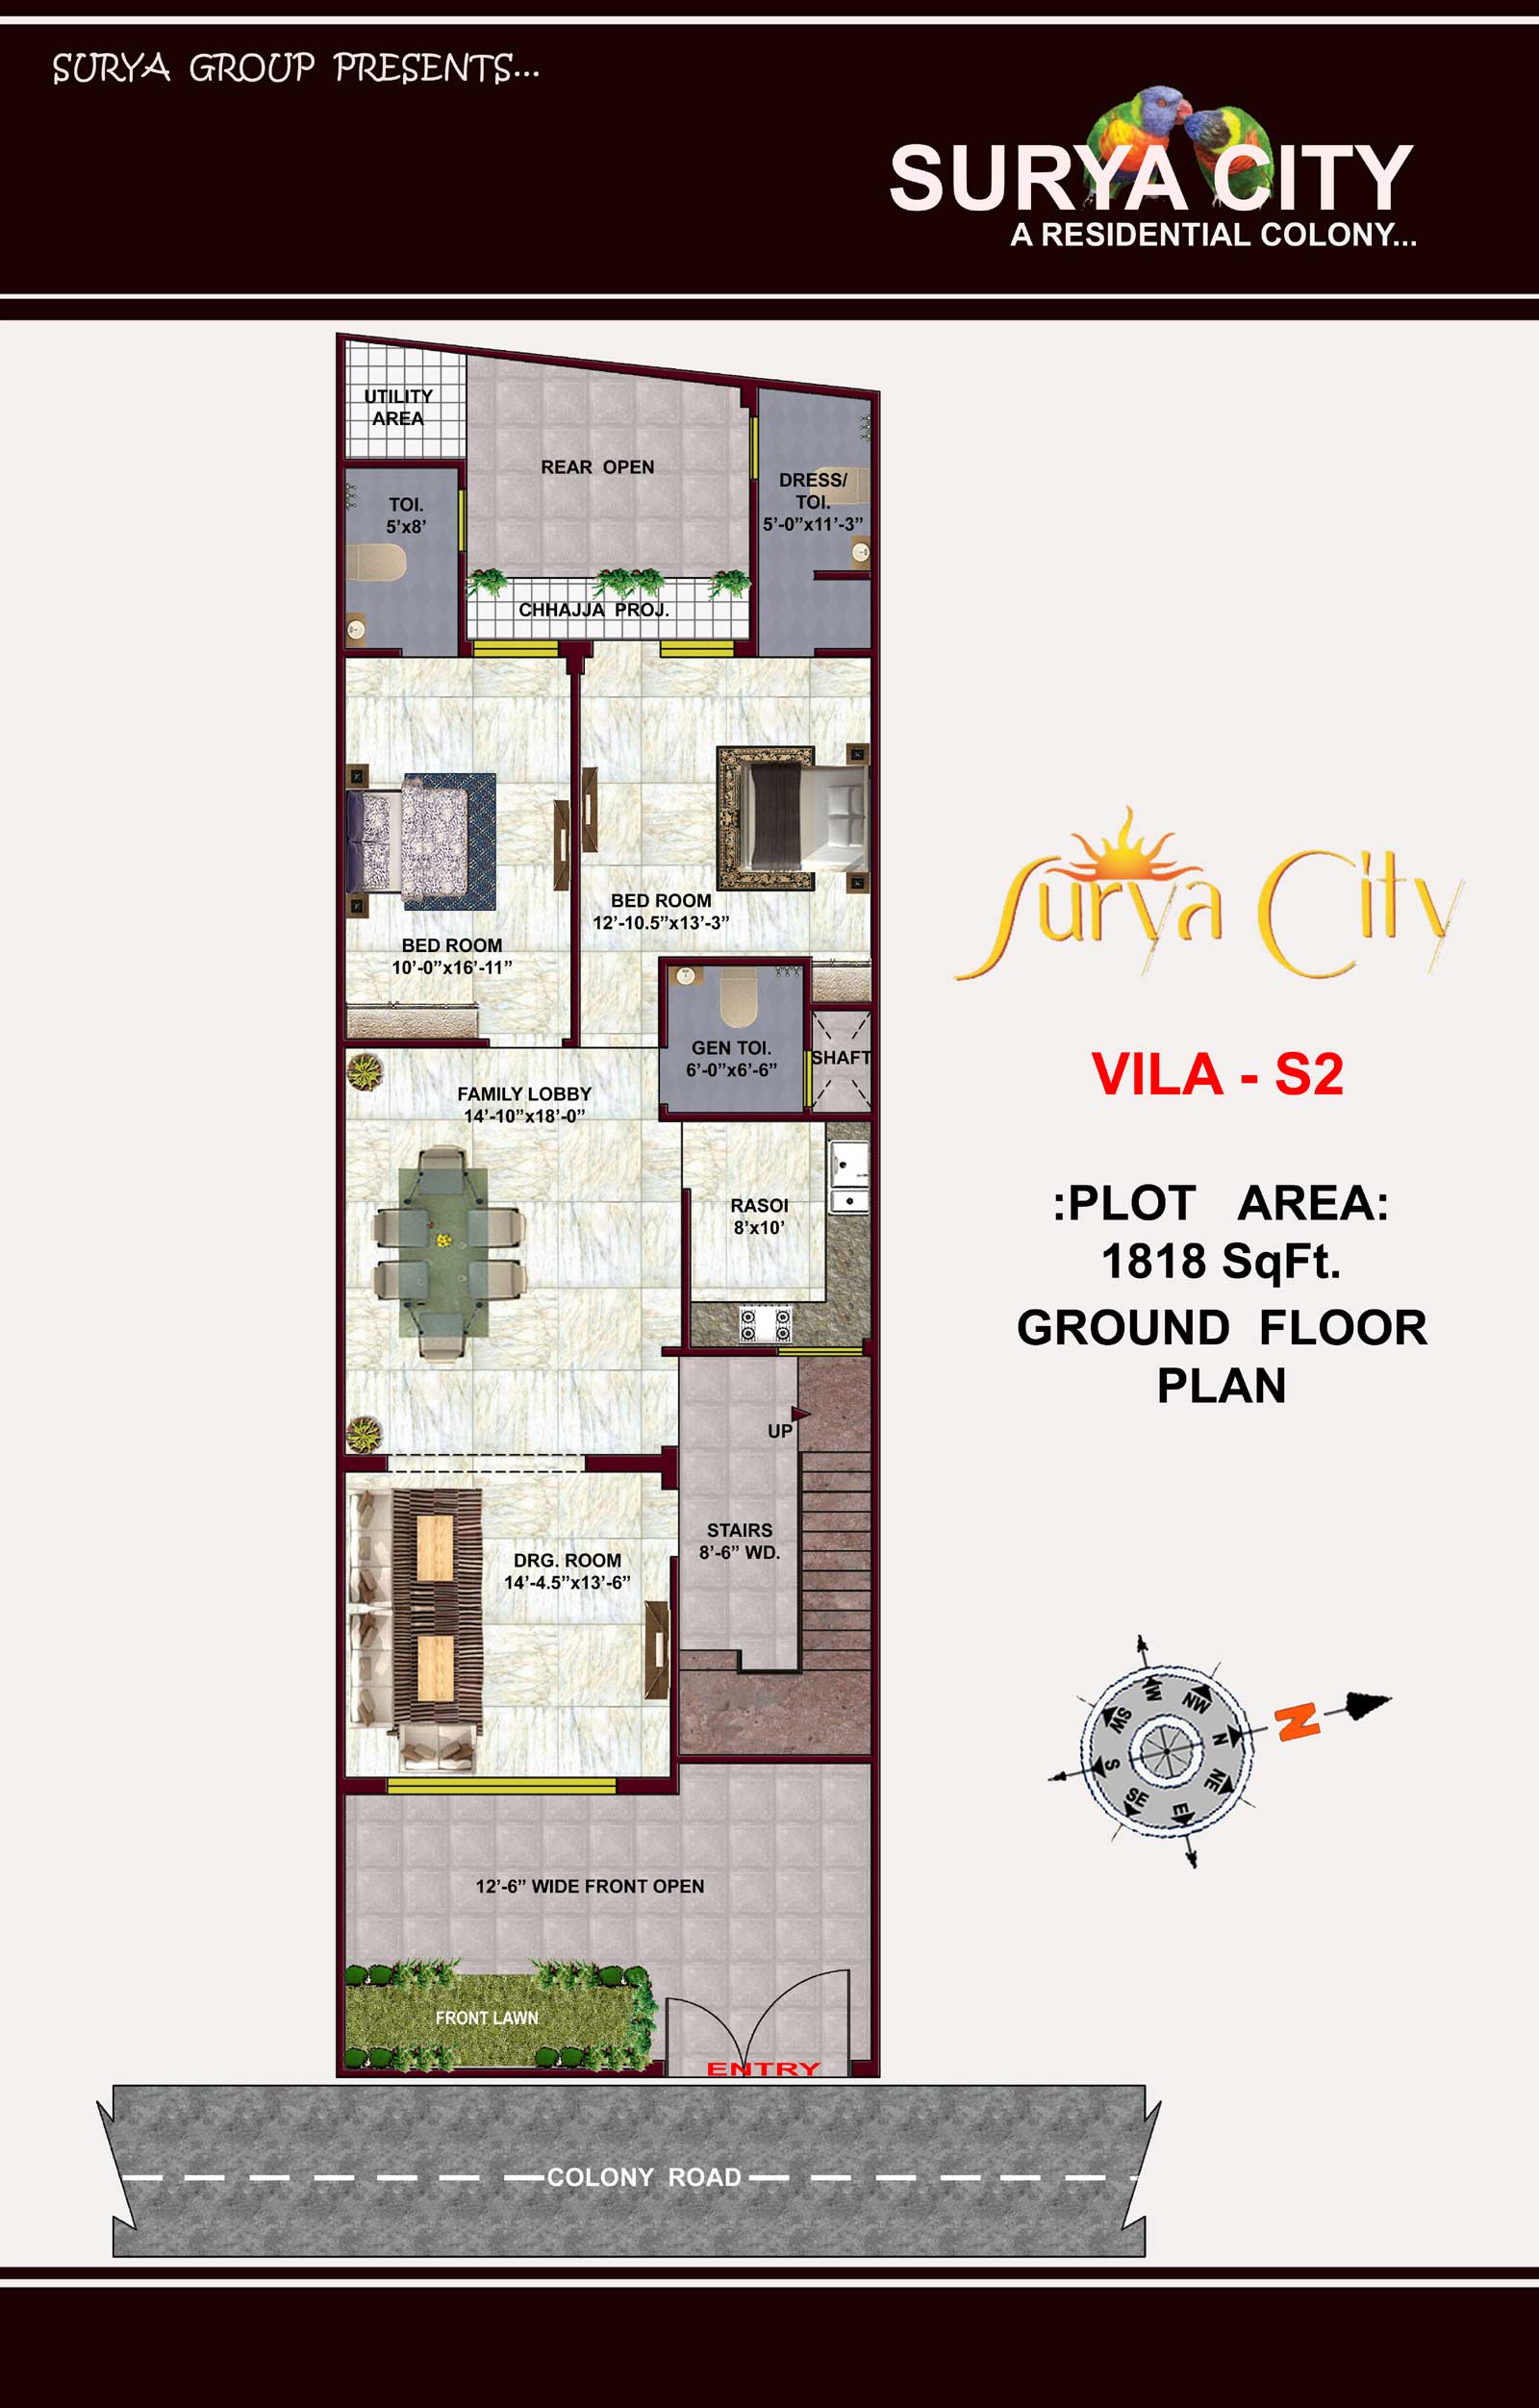 SURYA GROUP PRESENTS...
SURYA CITY
A RESIDENTIAL COLONY...
UTILITY
AREA
REAR OPEN
TOI.
5'x8'
DRESS/
TOI.
5'-0”x11'-3”
CHHAJJA PROJ.
BED ROOM
12'-10.5”x13'-3”
BED ROOM
10'-0”x16'-11”
Surya City
GEN TOI.
6'-0”x6'-6”
SHAFT
VILA - S2
FAMILY LOBBY
14'-10”x18'-0”
RASOI
8'x10'
:PLOT AREA:
1818 SqFt.
GROUND FLOOR
PLAN
UP
STAIRS
8'-6” WD.
DRG. ROOM
14'-4.5”x13'-6”
W
NW
N
NE
E
SE
S
SW
N
12'-6” WIDE FRONT OPEN
FRONT LAWN
ENTRY
COLONY ROAD